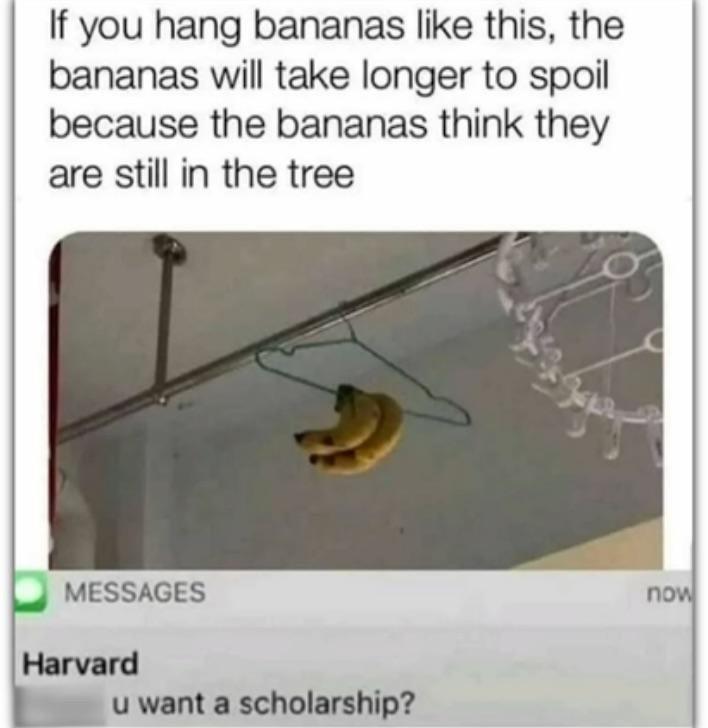 If you hang bananas like this, the
bananas will take longer to spoil
because the bananas think they
are still in the tree
MESSAGES now
Harvard
u want a scholarship?